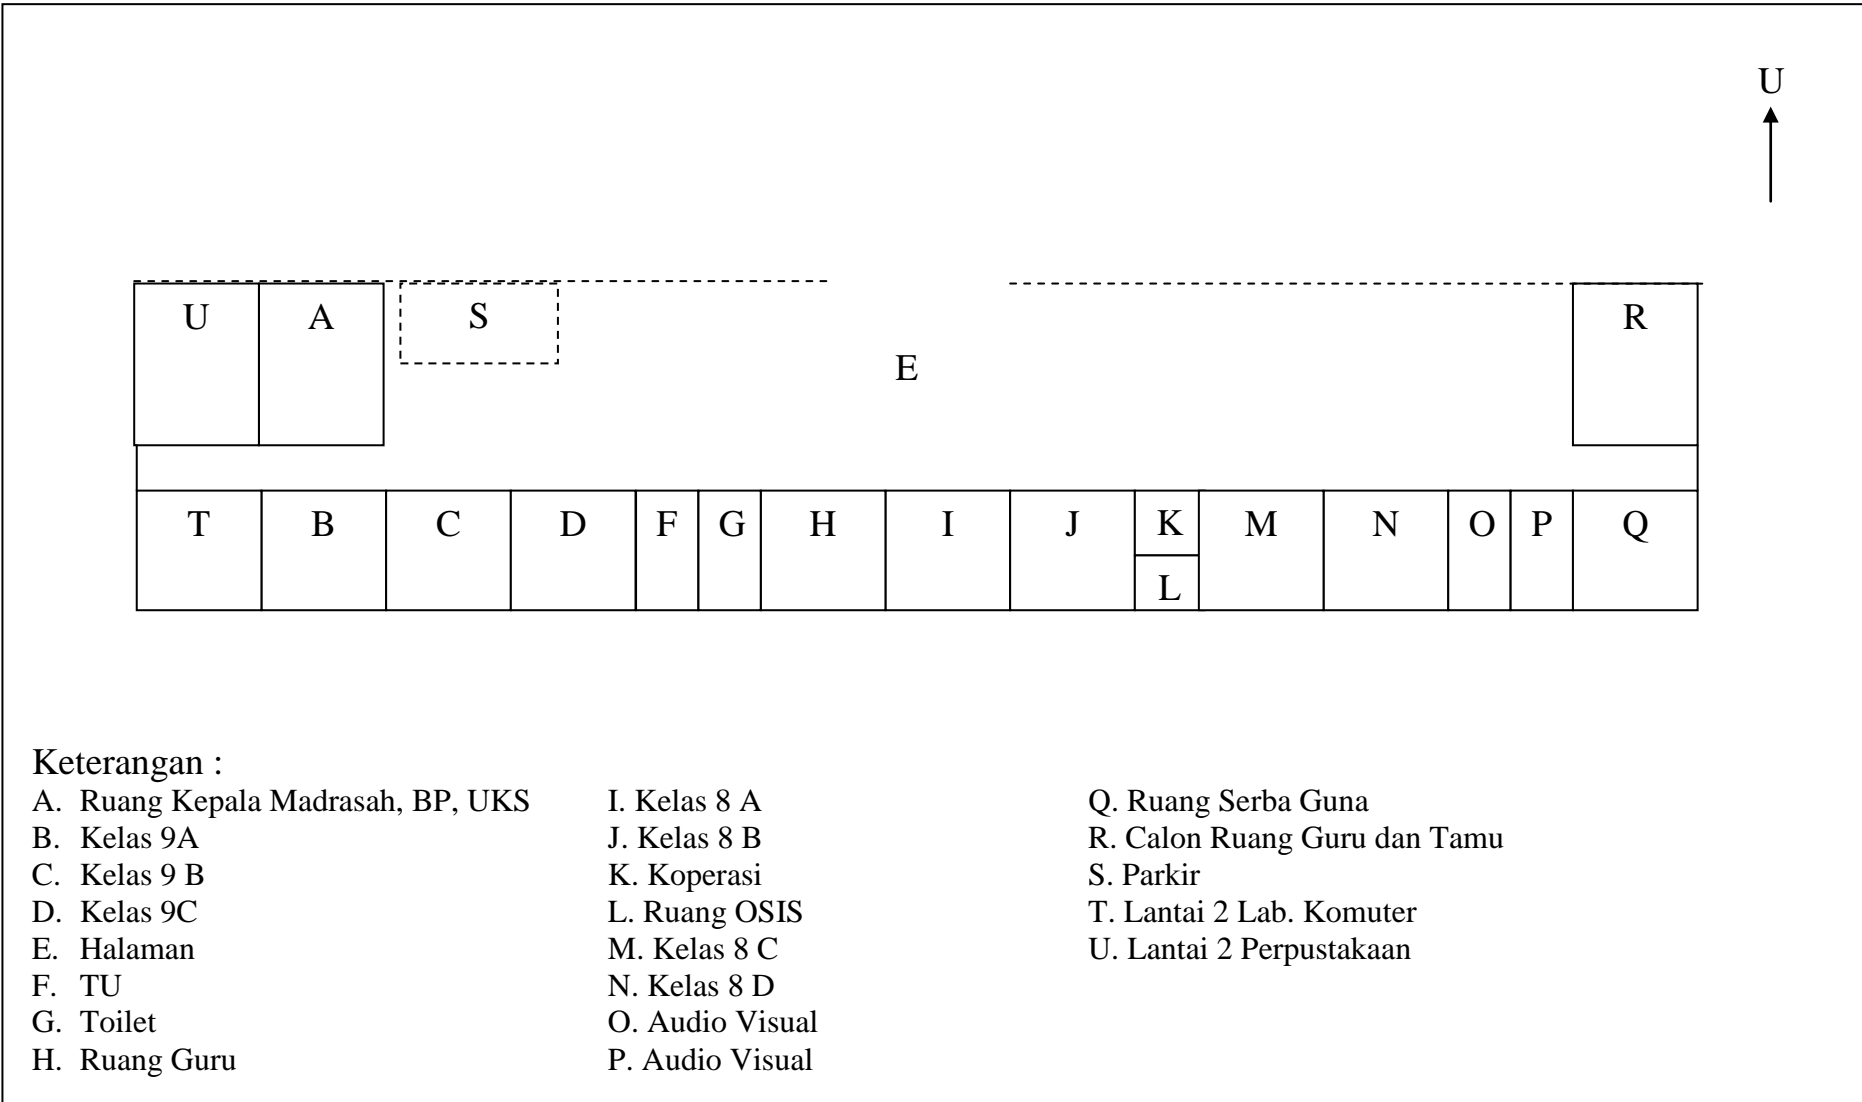 U
U A S R
E
T B C D F G H I J K M N O P Q
L
Keterangan :
A. Ruang Kepala Madrasah, BP, UKS
B. Kelas 9A
C. Kelas 9 B
D. Kelas 9C
E. Halaman
F. TU
G. Toilet
H. Ruang Guru
I. Kelas 8 A
J. Kelas 8 B
K. Koperasi
L. Ruang OSIS
M. Kelas 8 C
N. Kelas 8 D
O. Audio Visual
P. Audio Visual
Q. Ruang Serba Guna
R. Calon Ruang Guru dan Tamu
S. Parkir
T. Lantai 2 Lab. Komuter
U. Lantai 2 Perpustakaan